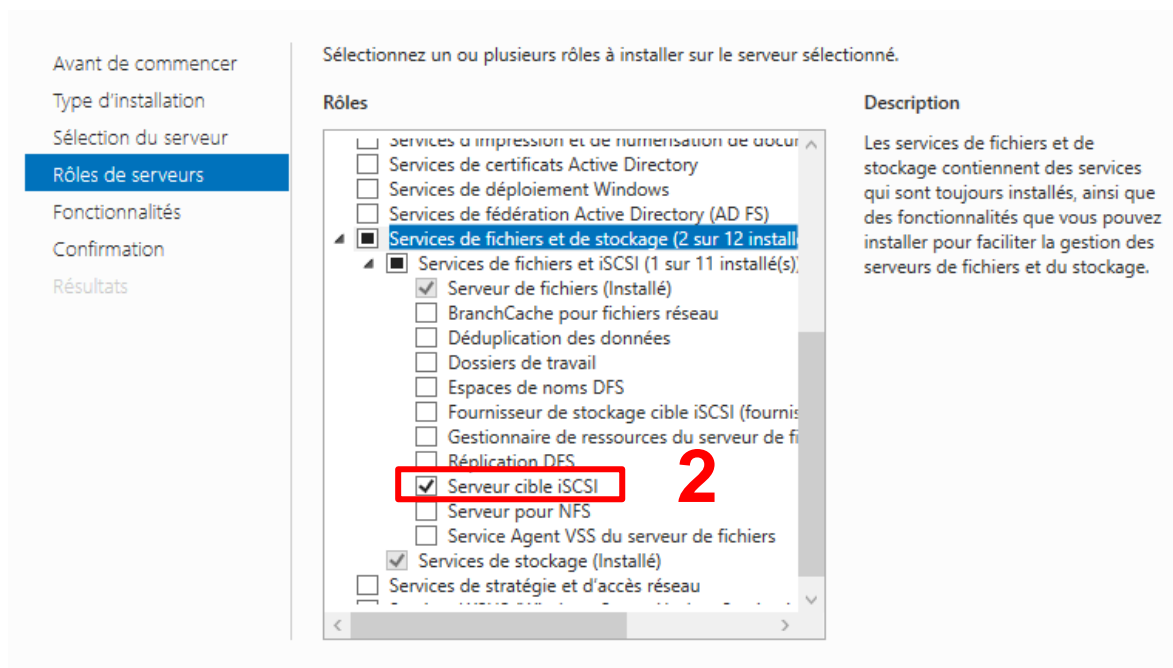 Avant de commencer
Type d'installation
Sélection du serveur
Rôles de serveurs
Fonctionnalités
Confirmation
Résultats
Sélectionnez un ou plusieurs rôles à installer sur le serveur sélectionné.
Rôles
Services d'impression et de numérisation de docum
Services de certificats Active Directory
Services de déploiement Windows
Services de fédération Active Directory (AD FS)
Services de fichiers et de stockage (2 sur 12 install
Services de fichiers et iSCSI (1 sur 11 installé(s))
Serveur de fichiers (Installé)
BranchCache pour fichiers réseau
Déduplication des données
Dossiers de travail
Espaces de noms DFS
Fournisseur de stockage cible iSCSI (fournis
Gestionnaire de ressources du serveur de fi
Réplication DFS
Serveur cible iSCSI
2
Serveur pour NFS
Service Agent VSS du serveur de fichiers
Services de stockage (Installé)
Services de stratégie et d'accès réseau
Description
Les services de fichiers et de
stockage contiennent des services
qui sont toujours installés, ainsi que
des fonctionnalités que vous pouvez
installer pour faciliter la gestion des
serveurs de fichiers et du stockage.